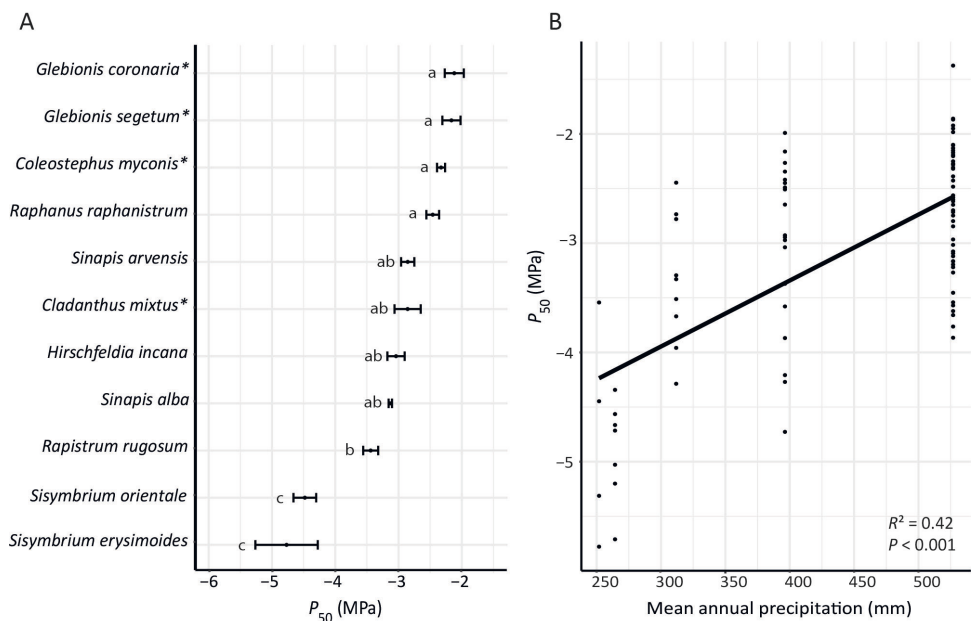 A
Glebionis coronaria*
a
Glebionis segetum*
a
Coleostephus myconis*
a
Raphanus raphanistrum
a
Sinapis arvensis
ab
Cladanthus mixtus*
ab
Hirschfeldia incana
ab
Sinapis alba
ab
Rapistrum rugosum
b
Sisymbrium orientale
c
Sisymbrium erysimoides
c
−6 −5 −4 −3 −2
P50 (MPa)
B
−2
−3
−4
−5
P50 (MPa)
R² = 0.42
P < 0.001
250 300 350 400 450 500
Mean annual precipitation (mm)